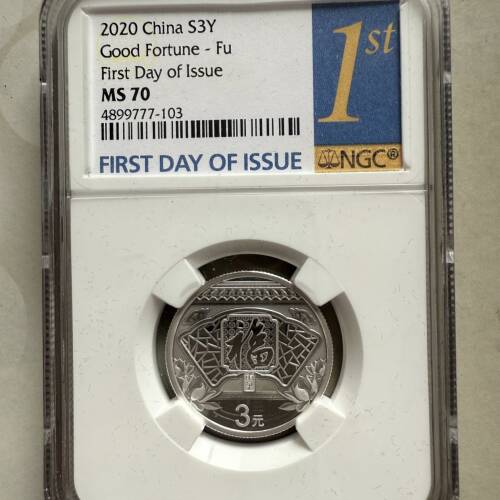 2020 China S3Y
Good Fortune - Fu
First Day of Issue
MS 70
4899777-103
FIRST DAY OF ISSUE
1st
NGC®
福
3元